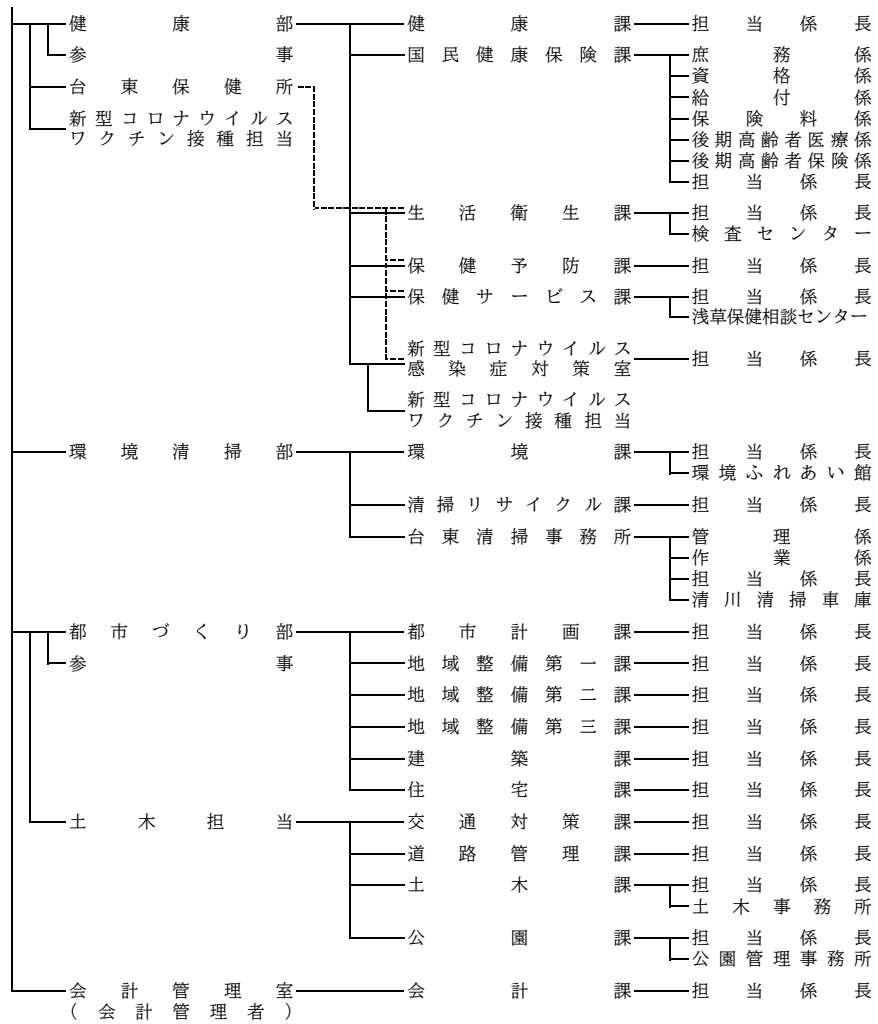 健康部 健康課 担当係長
参事 国民健康保険課 庶務係
資格係
台東保健所 給付係
新型コロナウイルス 保険料係
ワクチン接種担当 後期高齢者医療係
後期高齢者保険係
担当係長
生活衛生課 担当係長
検査センター
保健予防課 担当係長
保健サービス課 担当係長
浅草保健相談センター
新型コロナウイルス
感染症対策室 担当係長
新型コロナウイルス
ワクチン接種担当
環境清掃部 環境課 担当係長
環境ふれあい館
清掃リサイクル課 担当係長
台東清掃事務所 管理係
作業係
担当係長
清川清掃車庫
都市づくり部 都市計画課 担当係長
参事 地域整備第一課 担当係長
地域整備第二課 担当係長
地域整備第三課 担当係長
建築課 担当係長
住宅課 担当係長
土木担当 交通対策課 担当係長
道路管理課 担当係長
土木課 担当係長
土木事務所
公園課 担当係長
公園管理事務所
会計管理室 会計課 担当係長
(会計管理者)